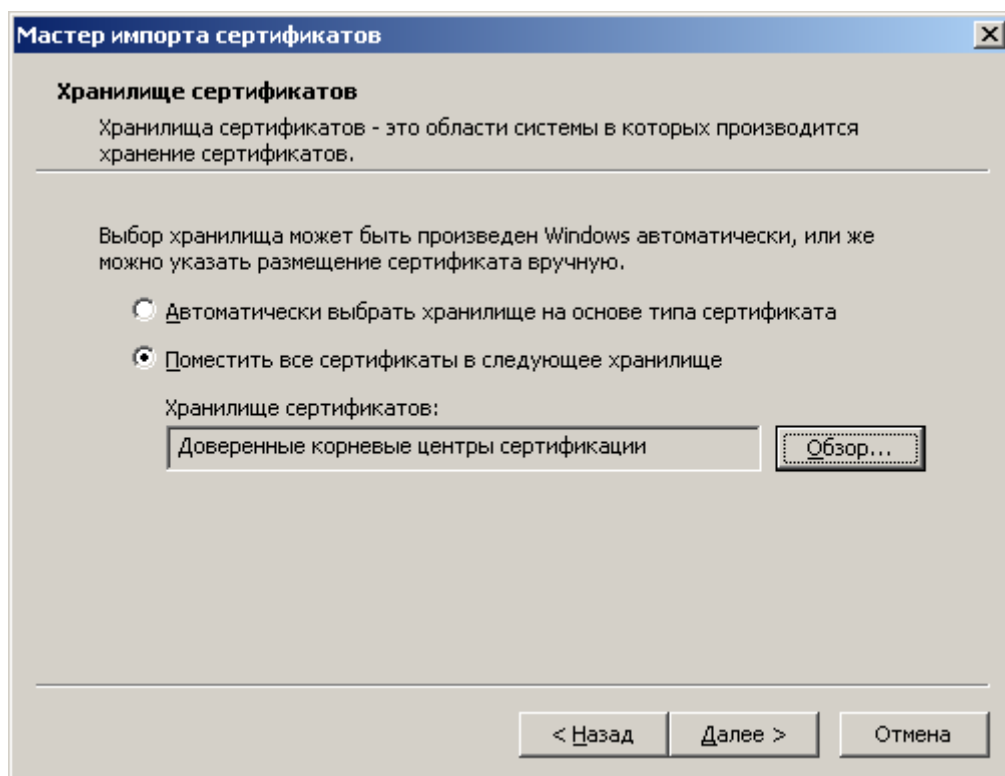 Мастер импорта сертификатов
Хранилище сертификатов
Хранилища сертификатов - это области системы в которых производится
хранение сертификатов.
Выбор хранилища может быть произведен Windows автоматически, или же
можно указать размещение сертификата вручную.
Автоматически выбрать хранилище на основе типа сертификата
Поместить все сертификаты в следующее хранилище
Хранилище сертификатов:
Доверенные корневые центры сертификации
Обзор...
< Назад
Далее >
Отмена